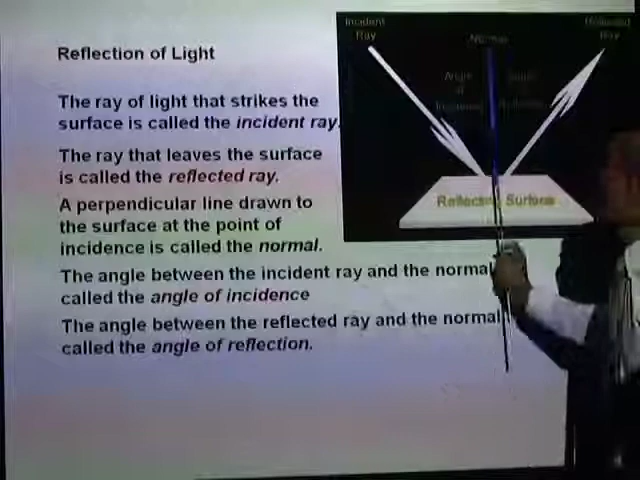 Reflection of Light
The ray of light that strikes the
surface is called the incident ray.
The ray that leaves the surface
is called the reflected ray.
A perpendicular line drawn to
the surface at the point of
incidence is called the normal.
The angle between the incident ray and the normal
called the angle of incidence
The angle between the reflected ray and the normal
called the angle of reflection.
Incident
Ray
Reflected
Ray
Normal
Angle
of
Reflecting Surface